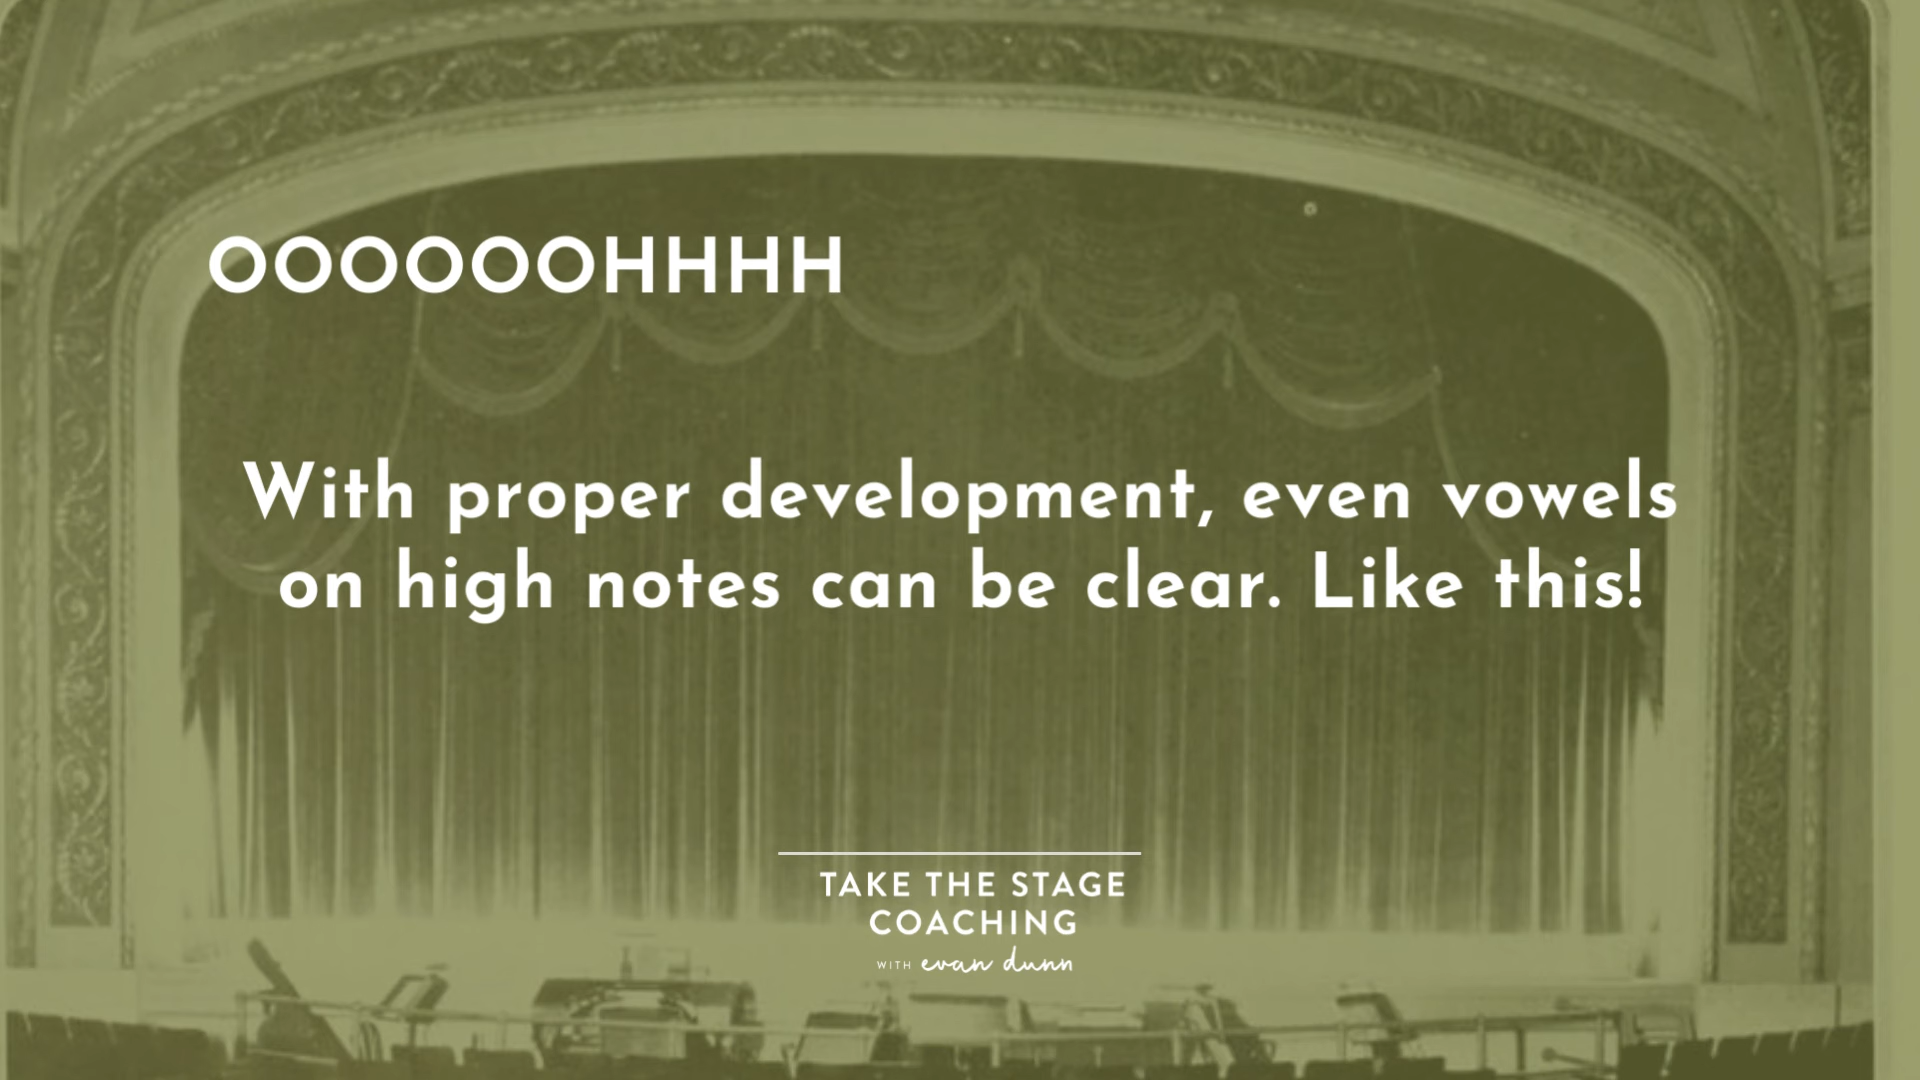 OOOOOOHHHH
With proper development, even vowels
on high notes can be clear. Like this!
TAKE THE STAGE
COACHING
WITH evan dunn